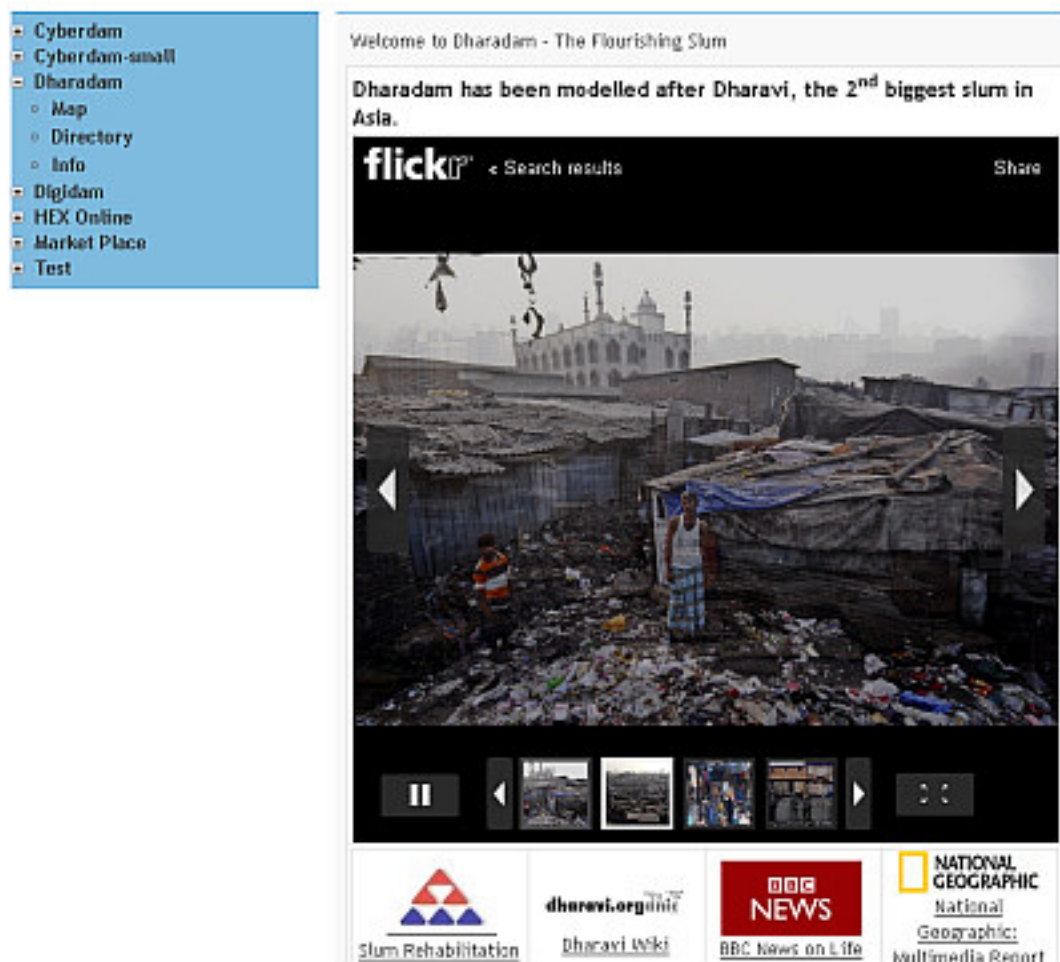 Cyberdam
Cyberdam-small
Dharadam
Map
Directory
Info
Digidam
HEX Online
Market Place
Test
Welcome to Dharadam - The Flourishing Slum
Dharadam has been modelled after Dharavi, the 2nd biggest slum in
Asia.
flickr < Search results Share
Slum Rehabilitation
dharavi.org
Dharavi Wiki
BBC
NEWS
BBC News on Life
NATIONAL
GEOGRAPHIC
National
Geographic:
Multimedia Report